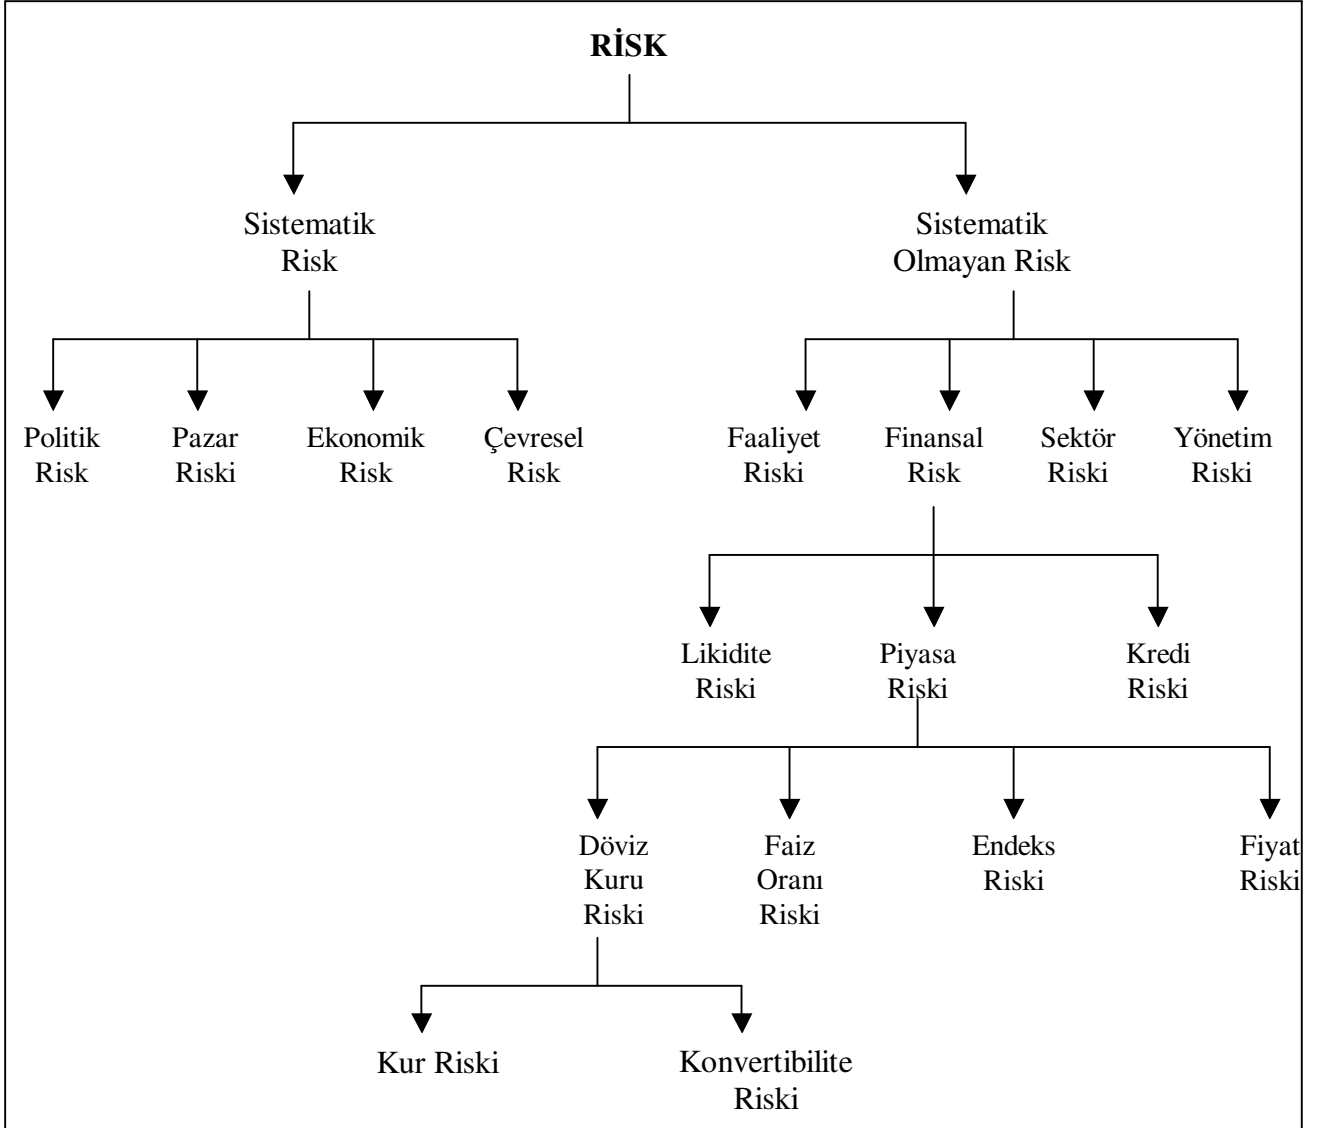 RİSK
Sistematik
Risk
Sistematik
Olmayan Risk
Politik
Risk
Pazar
Riski
Ekonomik
Risk
Çevresel
Risk
Faaliyet
Riski
Finansal
Risk
Sektör
Riski
Yönetim
Riski
Likidite
Riski
Piyasa
Riski
Kredi
Riski
Döviz
Kuru
Riski
Faiz
Oranı
Riski
Endeks
Riski
Fiyat
Riski
Kur Riski
Konvertibilite
Riski